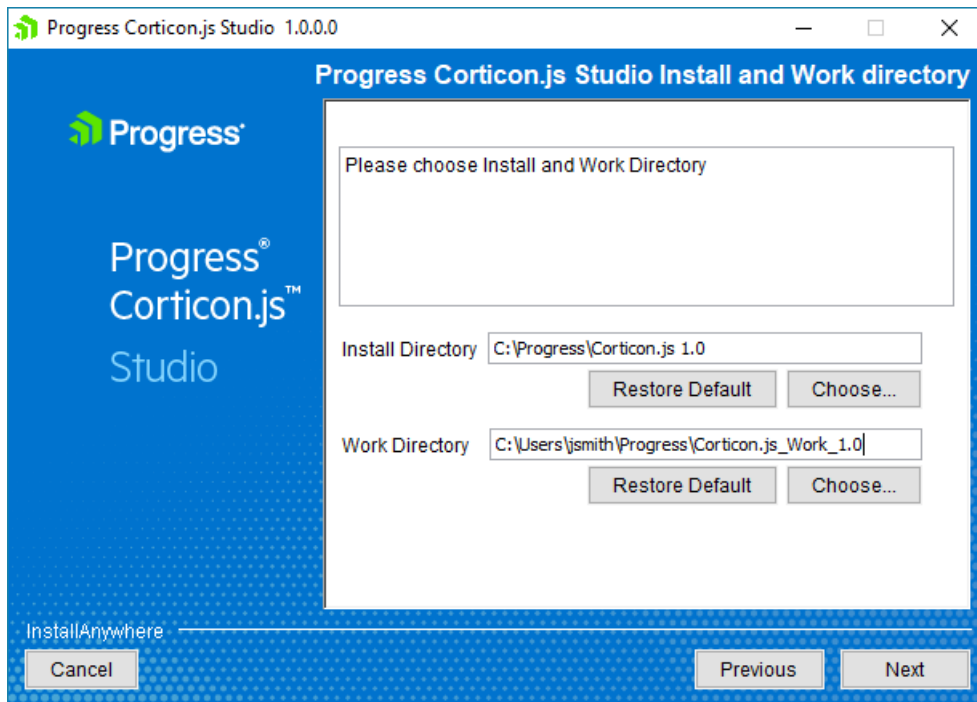 Progress Corticon.js Studio 1.0.0.0
Progress Corticon.js Studio Install and Work directory
Progress
Progress®
Corticon.js™
Studio
Please choose Install and Work Directory
Install Directory C:\Progress\Corticon.js 1.0
Restore Default Choose...
Work Directory C:\Users\jsmith\Progress\Corticon.js_Work_1.0
Restore Default Choose...
InstallAnywhere
Cancel Previous Next